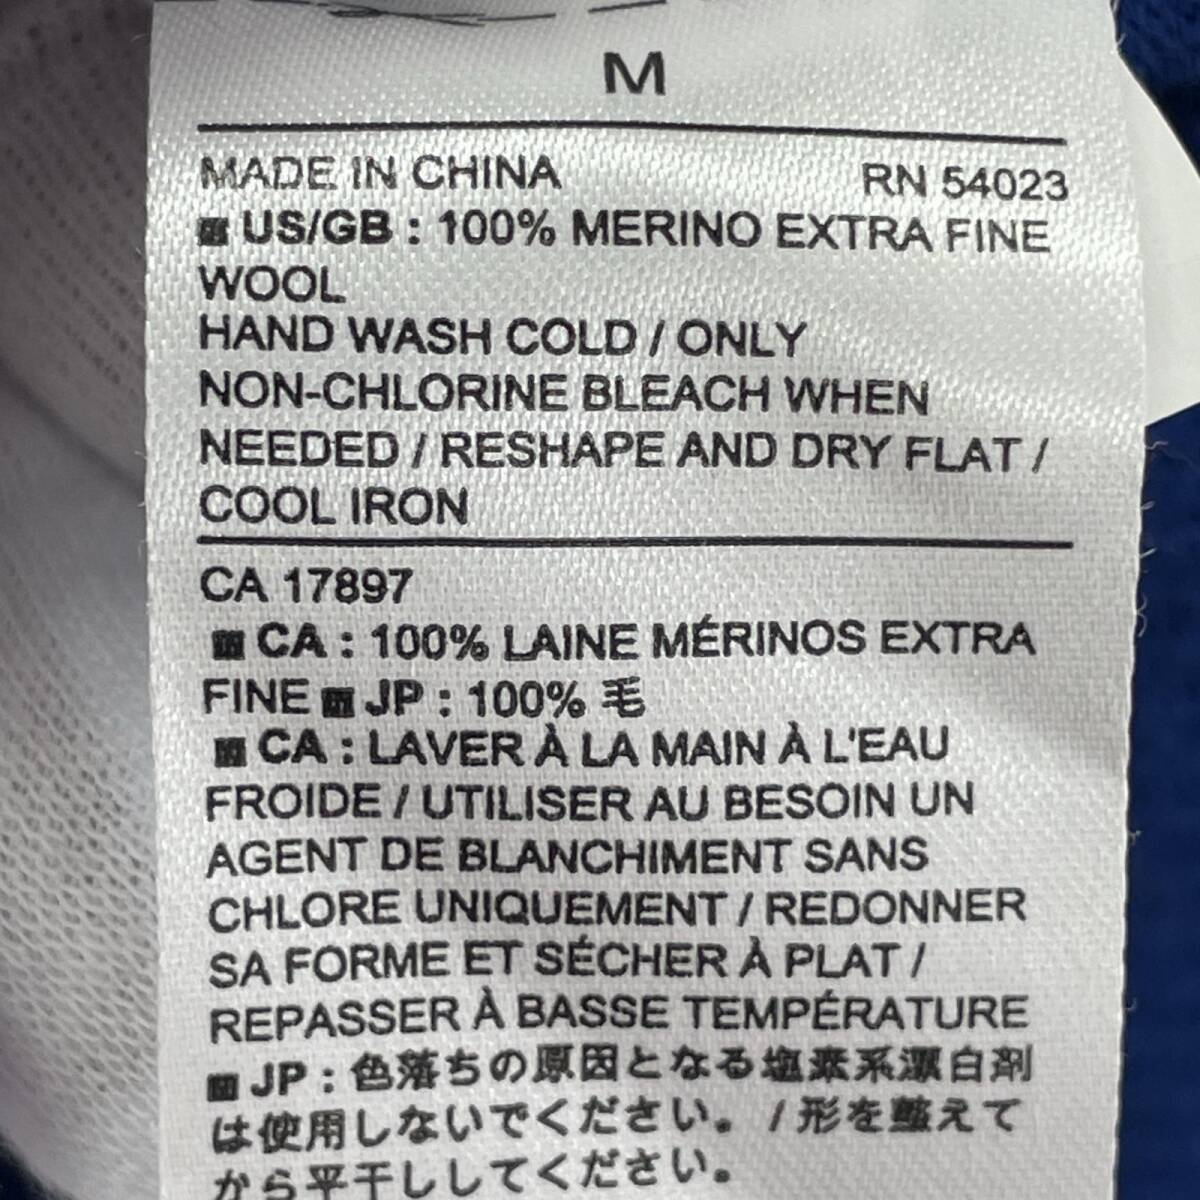 M
MADE IN CHINA RN 54023
US/GB : 100% MERINO EXTRA FINE
WOOL
HAND WASH COLD / ONLY
NON-CHLORINE BLEACH WHEN
NEEDED / RESHAPE AND DRY FLAT /
COOL IRON
CA 17897
CA : 100% LAINE MÉRINOS EXTRA
FINE ■ JP : 100% 毛
CA : LAVER À LA MAIN À L'EAU
FROIDE / UTILISER AU BESOIN UN
AGENT DE BLANCHIMENT SANS
CHLORE UNIQUEMENT / REDONNER
SA FORME ET SÉCHER À PLAT /
REPASSER À BASSE TEMPÉRATURE
JP : 色落ちの原因となる塩素系漂白剤
は使用しないでください。 / 形を整えて
から平干ししてください。